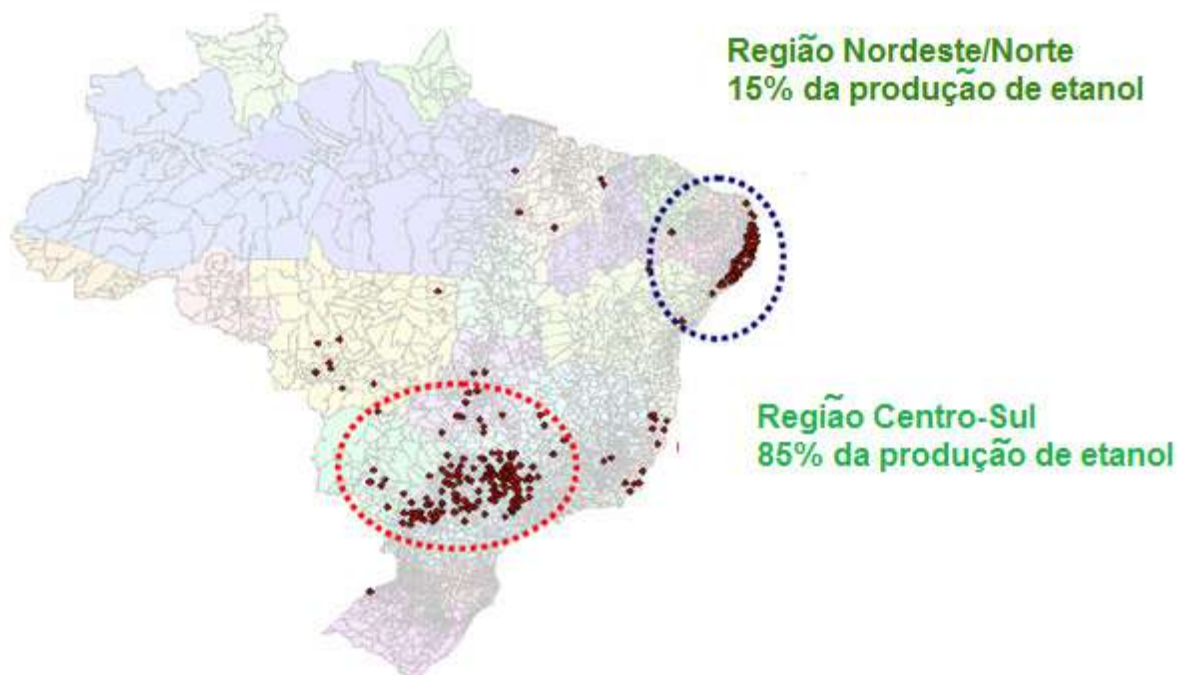 Região Nordeste/Norte
15% da produção de etanol
Região Centro-Sul
85% da produção de etanol